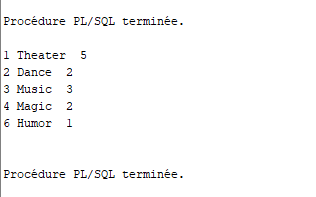 Procédure PL/SQL terminée.
1 Theater 5
2 Dance 2
3 Music 3
4 Magic 2
6 Humor 1
Procédure PL/SQL terminée.